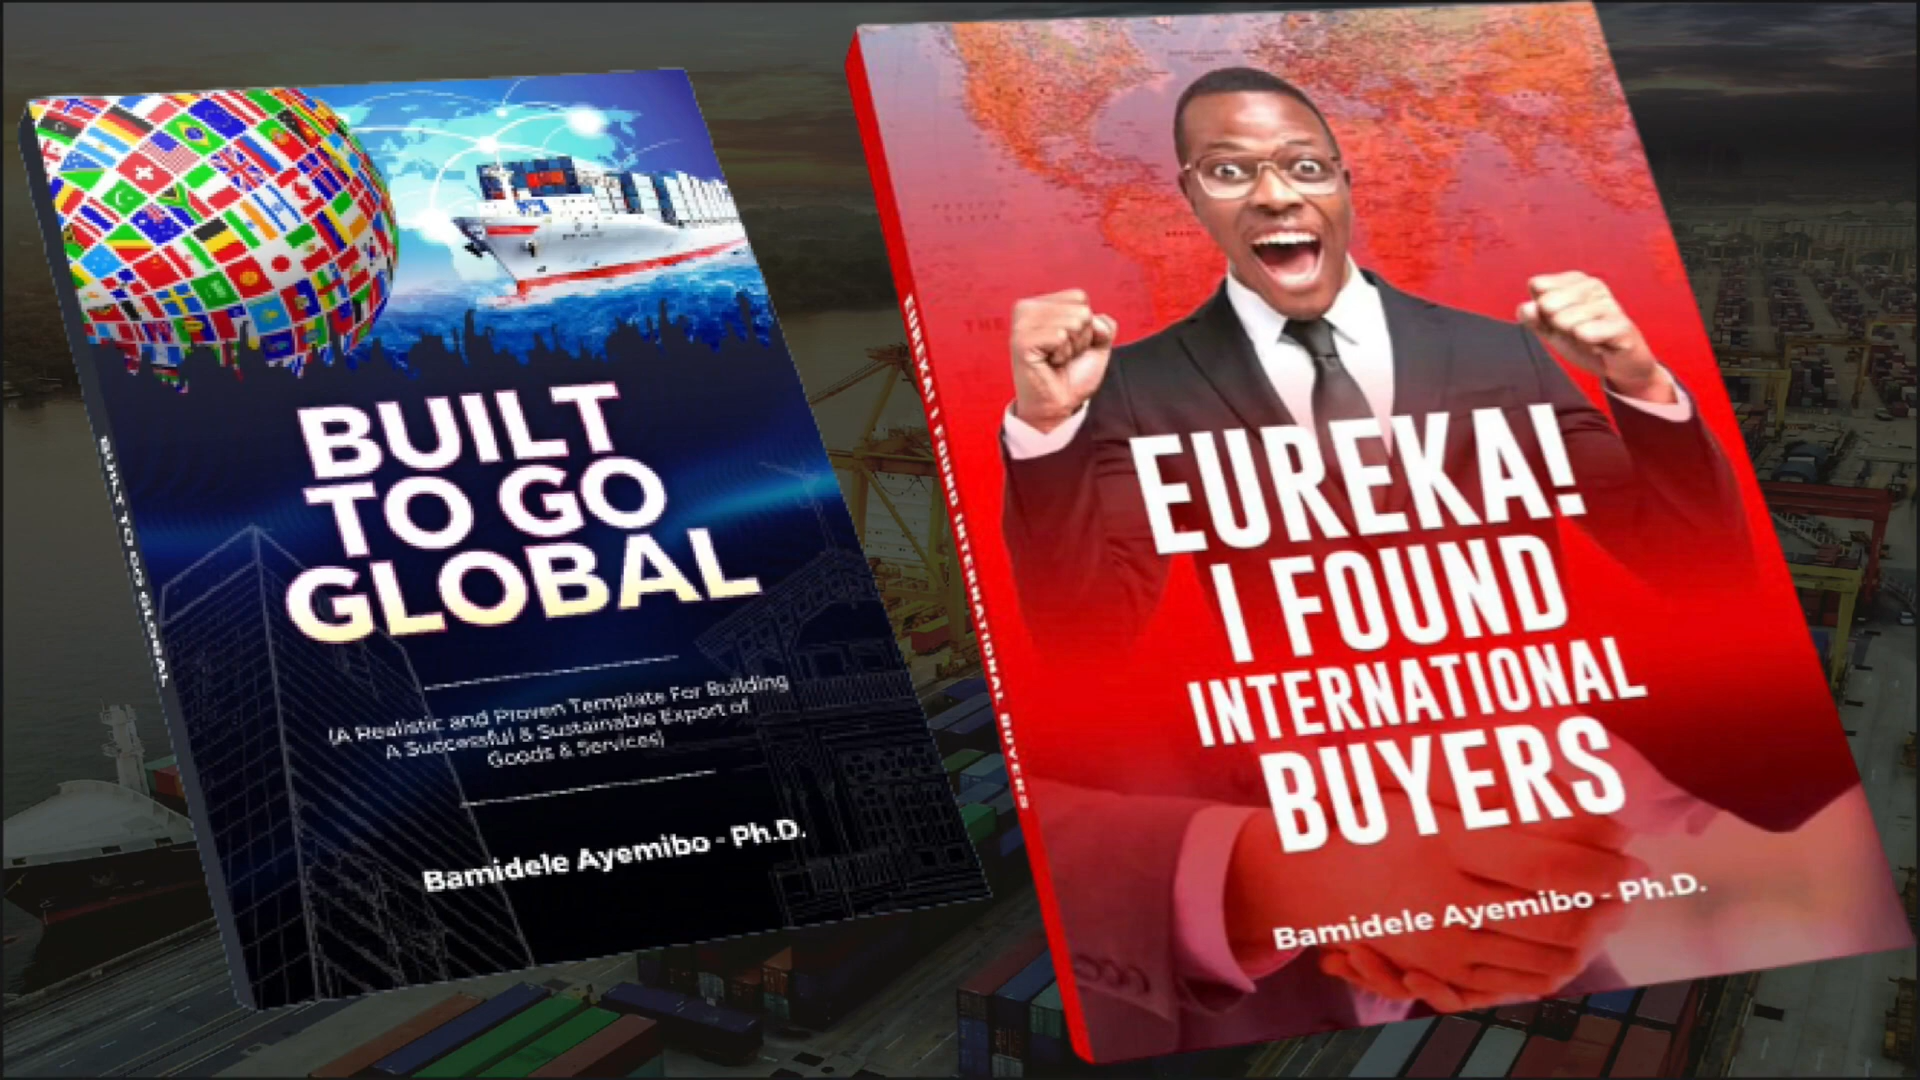 BUILT TO GO GLOBAL
BUILT
TO GO
GLOBAL
(A Realistic and Proven Template For Building
A Successful & Sustainable Export of
Goods & Services)
Bamidele Ayemibo - Ph.D.
EUREKA! I FOUND INTERNATIONAL BUYERS
EUREKA!
I FOUND
INTERNATIONAL
BUYERS
Bamidele Ayemibo - Ph.D.